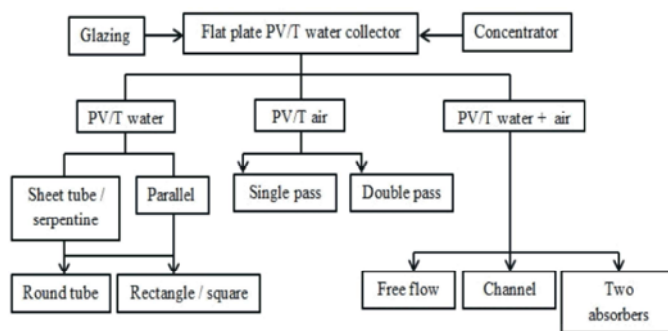 Glazing
Flat plate PV/T water collector
Concentrator
PV/T water
PV/T air
PV/T water + air
Sheet tube /
serpentine
Parallel
Single pass
Double pass
Round tube
Rectangle / square
Free flow
Channel
Two
absorbers